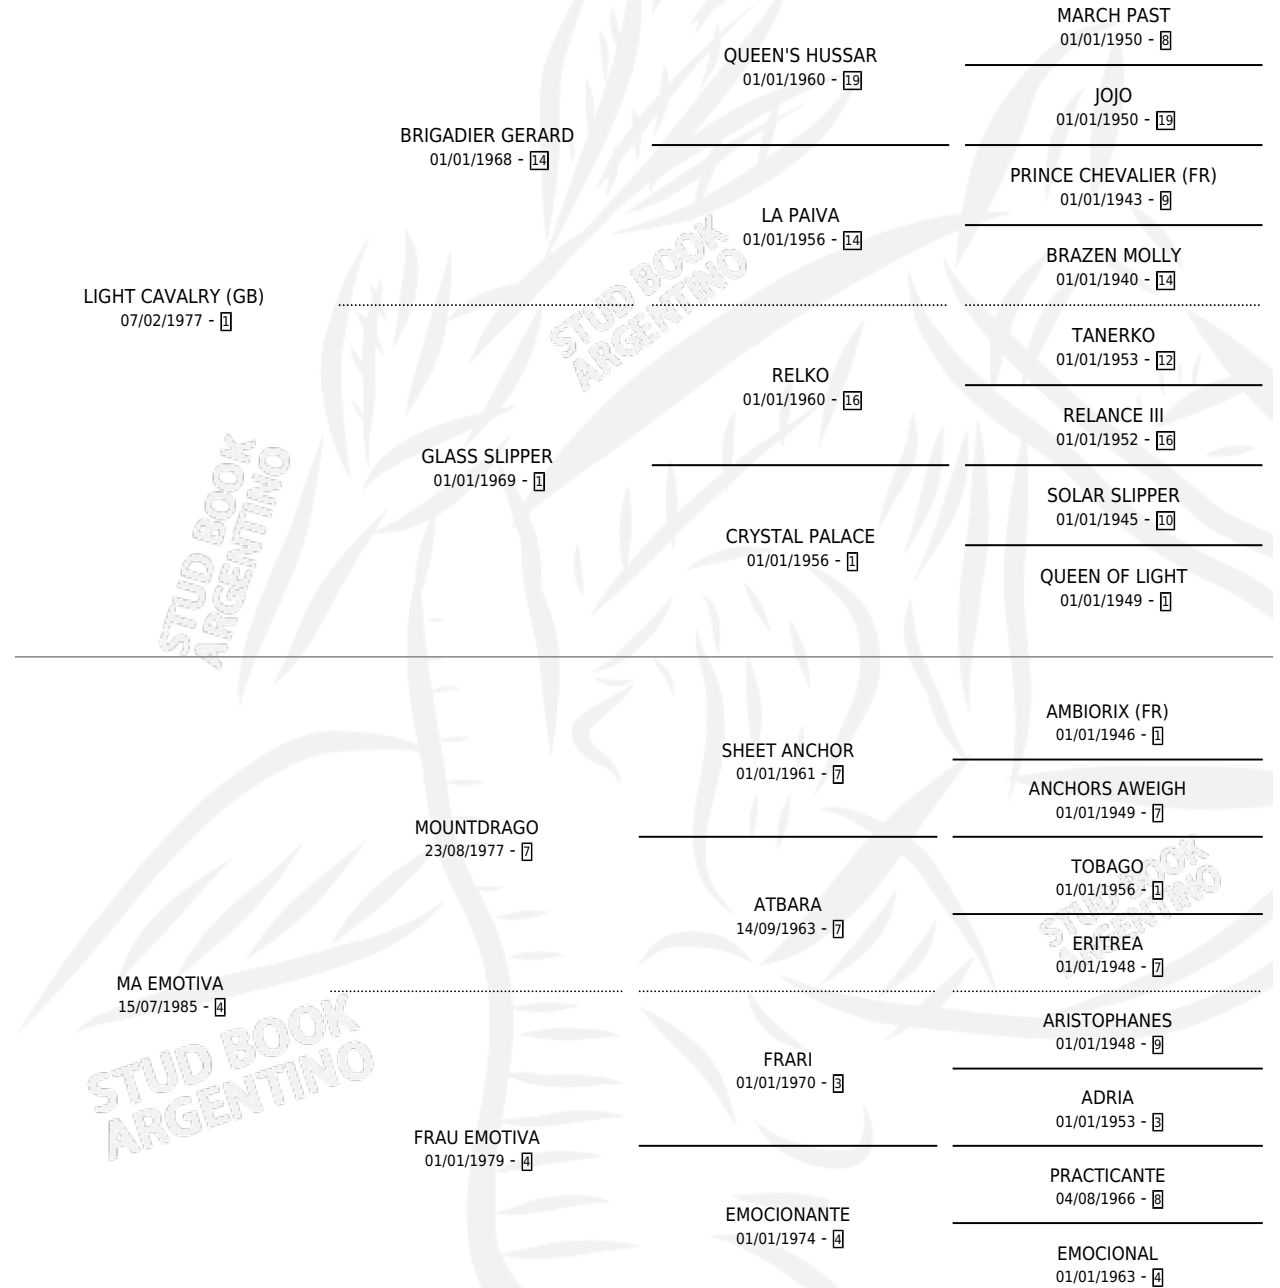 MARCH PAST
01/01/1950 - 8
QUEEN'S HUSSAR
01/01/1960 - 19
JOJO
01/01/1950 - 19
BRIGADIER GERARD
01/01/1968 - 14
PRINCE CHEVALIER (FR)
01/01/1943 - 9
LA PAIVA
01/01/1956 - 14
BRAZEN MOLLY
01/01/1940 - 14
LIGHT CAVALRY (GB)
07/02/1977 - 1
TANERKO
01/01/1953 - 12
RELKO
01/01/1960 - 16
RELANCE III
01/01/1952 - 16
GLASS SLIPPER
01/01/1969 - 1
SOLAR SLIPPER
01/01/1945 - 10
CRYSTAL PALACE
01/01/1956 - 1
QUEEN OF LIGHT
01/01/1949 - 1
STUD BOOK
ARGENTINO
STUD BOOK
ARGENTINO
AMBIORIX (FR)
01/01/1946 - 1
SHEET ANCHOR
01/01/1961 - 7
ANCHORS AWEIGH
01/01/1949 - 7
MOUNTDRAGO
23/08/1977 - 7
TOBAGO
01/01/1956 - 1
ATBARA
14/09/1963 - 7
ERITREA
01/01/1948 - 7
MA EMOTIVA
15/07/1985 - 4
ARISTOPHANES
01/01/1948 - 9
FRARI
01/01/1970 - 3
ADRIA
01/01/1953 - 3
FRAU EMOTIVA
01/01/1979 - 4
PRACTICANTE
04/08/1966 - 8
EMOCIONANTE
01/01/1974 - 4
EMOCIONAL
01/01/1963 - 4
STUD BOOK
ARGENTINO
STUD BOOK
ARGENTINO